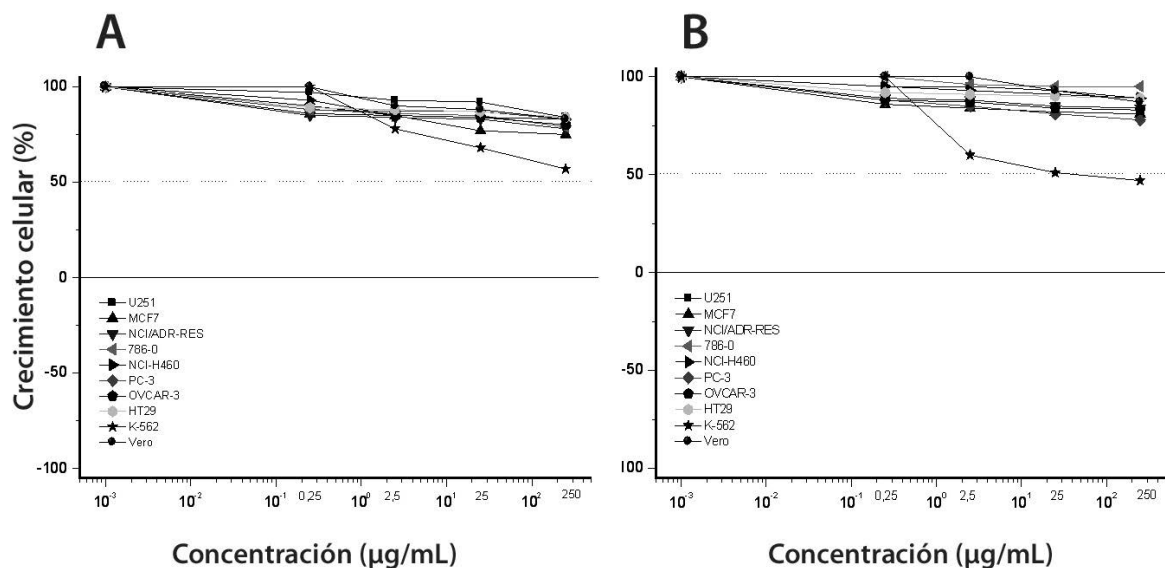 A
Crecimiento celular (%)
100
50
0
-50
-100
U251
MCF7
NCI/ADR-RES
786-0
NCI-H460
PC-3
OVCAR-3
HT29
K-562
Vero
10⁻³ 10⁻² 10⁻¹ 0,25 10⁰ 2,5 10¹ 25 10² 250
Concentración (µg/mL)
B
100
50
0
-50
100
U251
MCF7
NCI/ADR-RES
786-0
NCI-H460
PC-3
OVCAR-3
HT29
K-562
Vero
10⁻³ 10⁻² 10⁻¹ 0,25 10⁰ 2,5 10¹ 25 10² 250
Concentración (µg/mL)